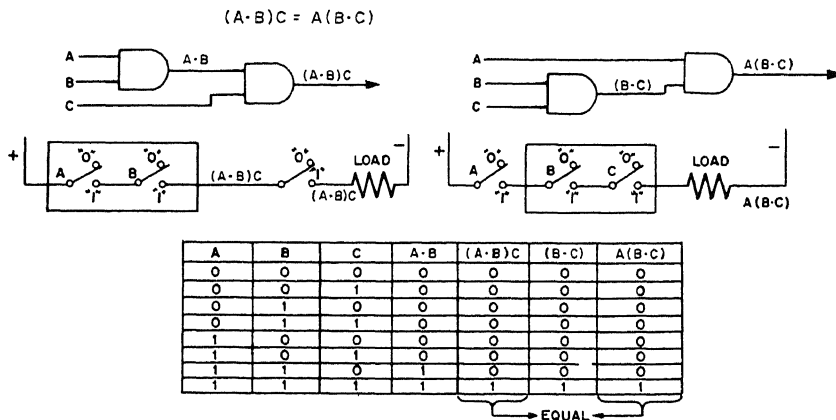 (A·B)C = A(B·C)
A
B
C
A·B
(A·B)C
A
B
C
(B·C)
A(B·C)
+
A
"0"
"1"
B
"0"
"1"
(A·B)C
"0"
"1"
(A·B)C
LOAD
−
+
A
"0"
"1"
B
"0"
"1"
C
"0"
"1"
LOAD
−
A(B·C)
A B C A·B (A·B)C (B·C) A(B·C)
0 0 0 0 0 0 0
0 0 1 0 0 0 0
0 1 0 0 0 0 0
0 1 1 0 0 0 0
1 0 0 0 0 0 0
1 0 1 0 0 0 0
1 1 0 1 0 0 0
1 1 1 1 1 1 1
EQUAL